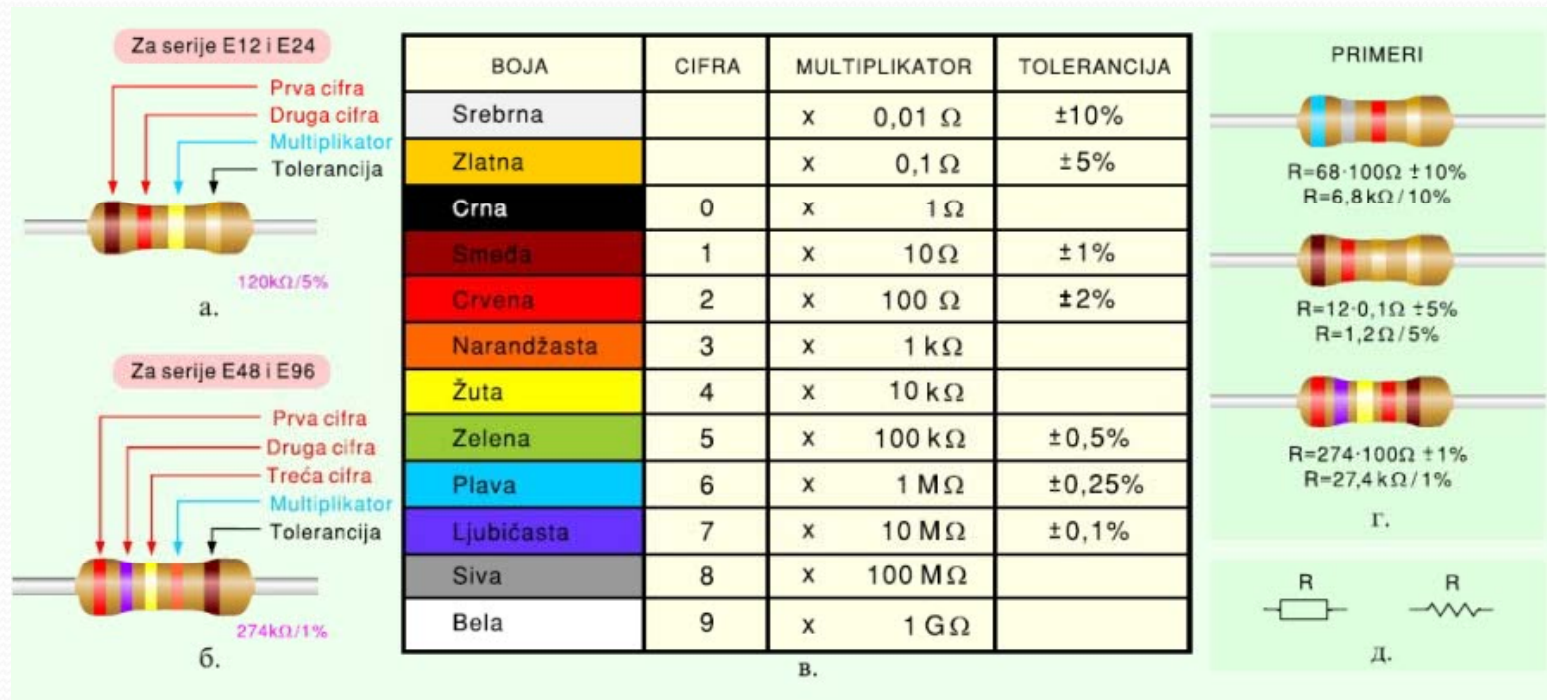 Za serije E12 i E24
Prva cifra
Druga cifra
Multiplikator
Tolerancija
120kΩ/5%
а.
Za serije E48 i E96
Prva cifra
Druga cifra
Treća cifra
Multiplikator
Tolerancija
274kΩ/1%
б.
BOJA CIFRA MULTIPLIKATOR TOLERANCIJA
Srebrna x 0,01 Ω ±10%
Zlatna x 0,1 Ω ±5%
Crna 0 x 1 Ω
Smeđa 1 x 10 Ω ±1%
Crvena 2 x 100 Ω ±2%
Narandžasta 3 x 1 kΩ
Žuta 4 x 10 kΩ
Zelena 5 x 100 kΩ ±0,5%
Plava 6 x 1 MΩ ±0,25%
Ljubičasta 7 x 10 MΩ ±0,1%
Siva 8 x 100 MΩ
Bela 9 x 1 GΩ
в.
PRIMERI
R=68·100Ω ±10%
R=6,8kΩ/10%
R=12·0,1Ω ±5%
R=1,2Ω/5%
R=274·100Ω ±1%
R=27,4kΩ/1%
г.
R R
д.